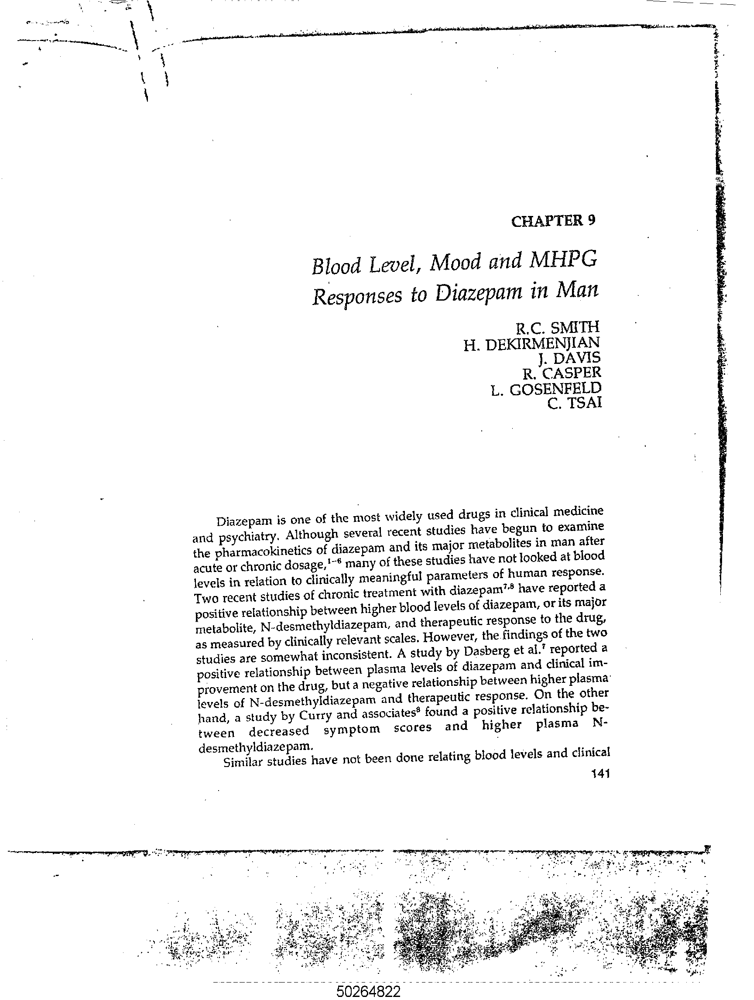 CHAPTER 9
Blood Level, Mood and MHPG
Responses to Diazepam in Man
R.C. SMITH
H. DEKIRMENJIAN
J. DAVIS
R. CASPER
L. GOSENFELD
C. TSAI
Diazepam is one of the most widely used drugs in clinical medicine
and psychiatry. Although several recent studies have begun to examine
the pharmacokinetics of diazepam and its major metabolites in man after
acute or chronic dosage,¹⁻⁶ many of these studies have not looked at blood
levels in relation to clinically meaningful parameters of human response.
Two recent studies of chronic treatment with diazepam⁷,⁸ have reported a
positive relationship between higher blood levels of diazepam, or its major
metabolite, N-desmethyldiazepam, and therapeutic response to the drug,
as measured by clinically relevant scales. However, the findings of the two
studies are somewhat inconsistent. A study by Dasberg et al.⁷ reported a
positive relationship between plasma levels of diazepam and clinical im-
provement on the drug, but a negative relationship between higher plasma
levels of N-desmethyldiazepam and therapeutic response. On the other
hand, a study by Curry and associates⁸ found a positive relationship be-
tween decreased symptom scores and higher plasma N-
desmethyldiazepam.
Similar studies have not been done relating blood levels and clinical
141
50264822